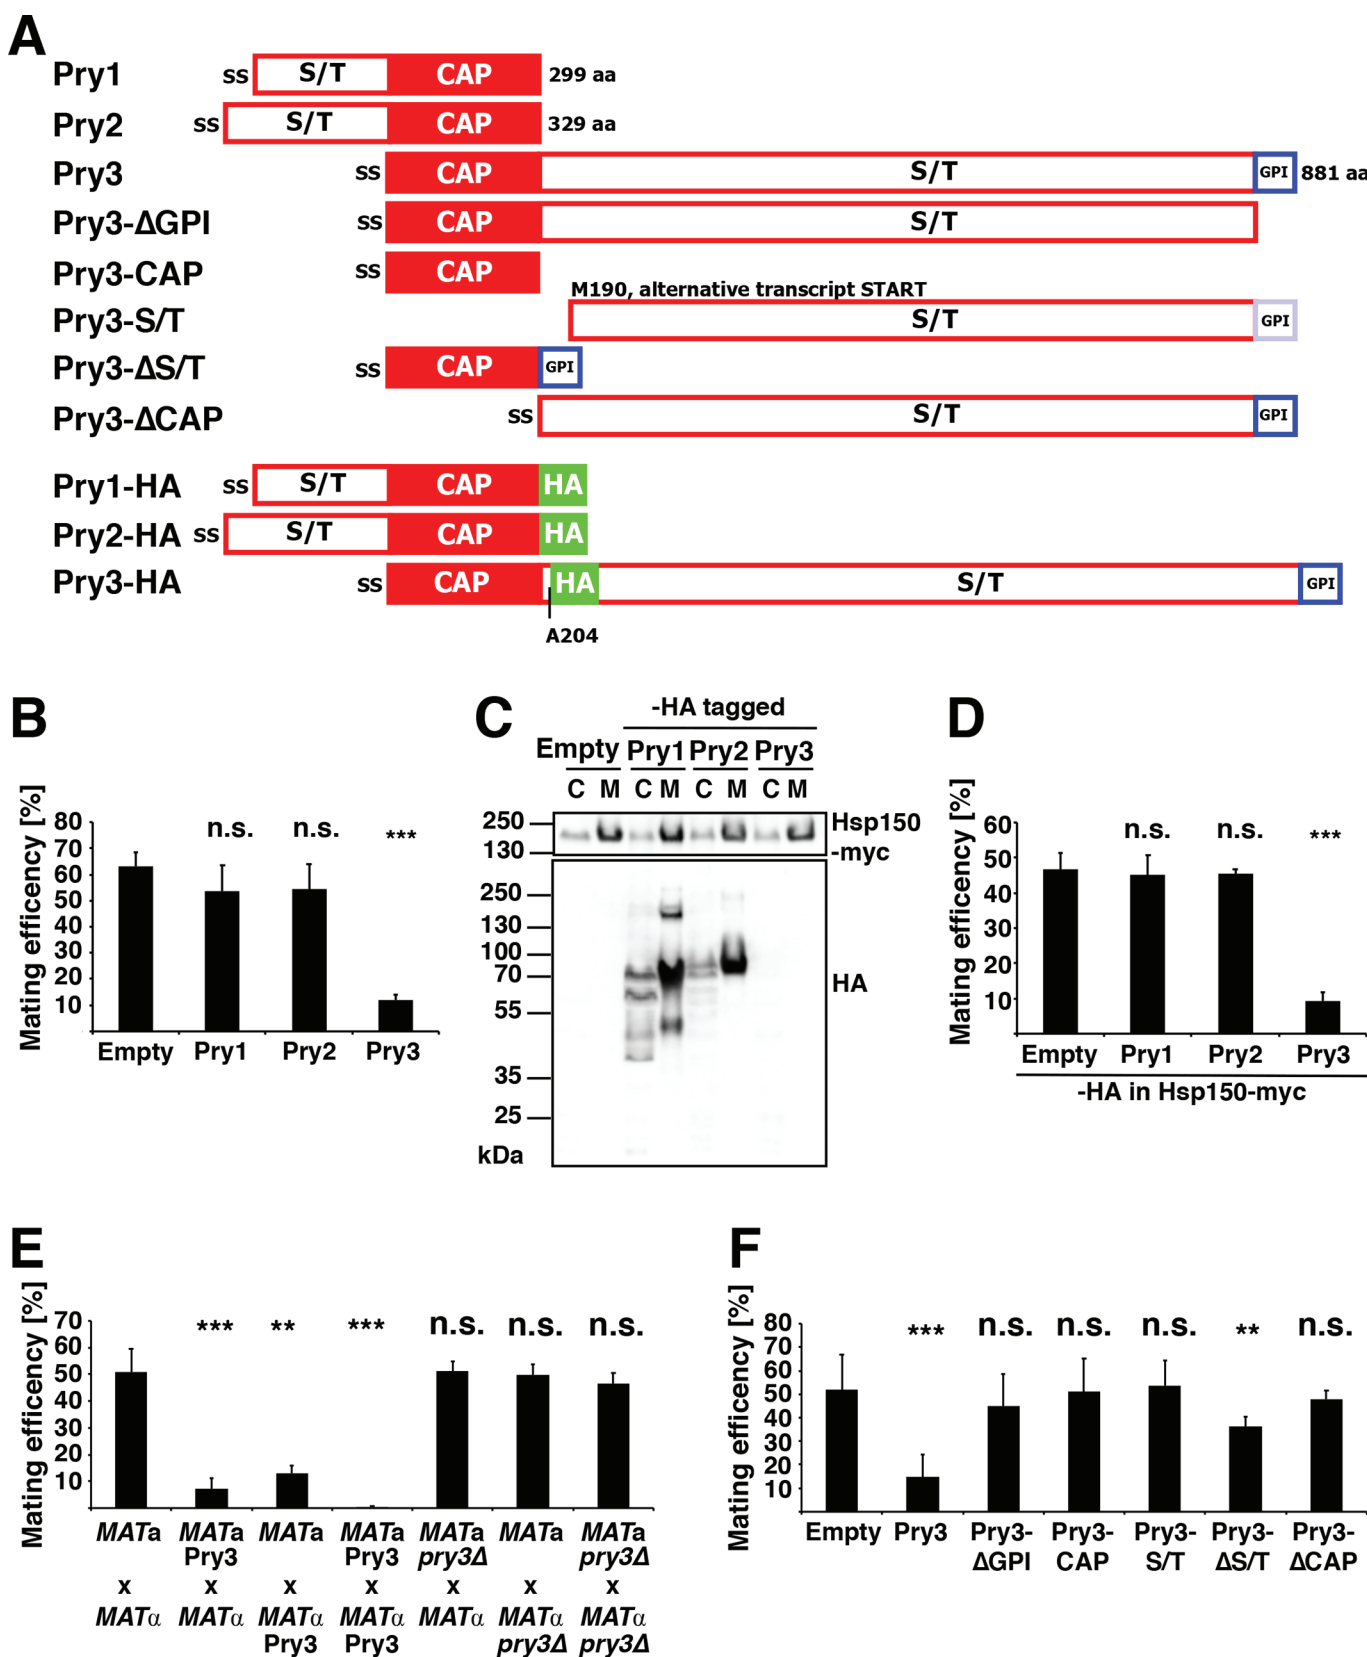 A
Pry1 ss S/T CAP 299 aa
Pry2 ss S/T CAP 329 aa
Pry3 ss CAP S/T GPI 881 aa
Pry3-ΔGPI ss CAP S/T
Pry3-CAP ss CAP
M190, alternative transcript START
Pry3-S/T S/T GPI
Pry3-ΔS/T ss CAP GPI
Pry3-ΔCAP ss S/T GPI
Pry1-HA ss S/T CAP HA
Pry2-HA ss S/T CAP HA
Pry3-HA ss CAP HA S/T GPI
A204
B
Mating efficency [%]
80
70
60
50
40
30
20
10
n.s. n.s. ***
Empty Pry1 Pry2 Pry3
C
-HA tagged
Empty Pry1 Pry2 Pry3
C M C M C M C M
250
130
Hsp150
-myc
250
130
100
70
55
35
25
kDa
HA
D
Mating efficency [%]
60
50
40
30
20
10
n.s. n.s. ***
Empty Pry1 Pry2 Pry3
-HA in Hsp150-myc
E
Mating efficency [%]
70
60
50
40
30
20
10
*** ** *** n.s. n.s. n.s.
MATa MATa MATa MATa MATa MATa MATa
Pry3 Pry3 pry3Δ pry3Δ
x x x x x x x
MATα MATα MATα MATα MATα MATα MATα
Pry3 Pry3 pry3Δ pry3Δ
F
Mating efficency [%]
80
70
60
50
40
30
20
10
*** n.s. n.s. n.s. ** n.s.
Empty Pry3 Pry3- Pry3- Pry3- Pry3- Pry3-
ΔGPI CAP S/T ΔS/T ΔCAP